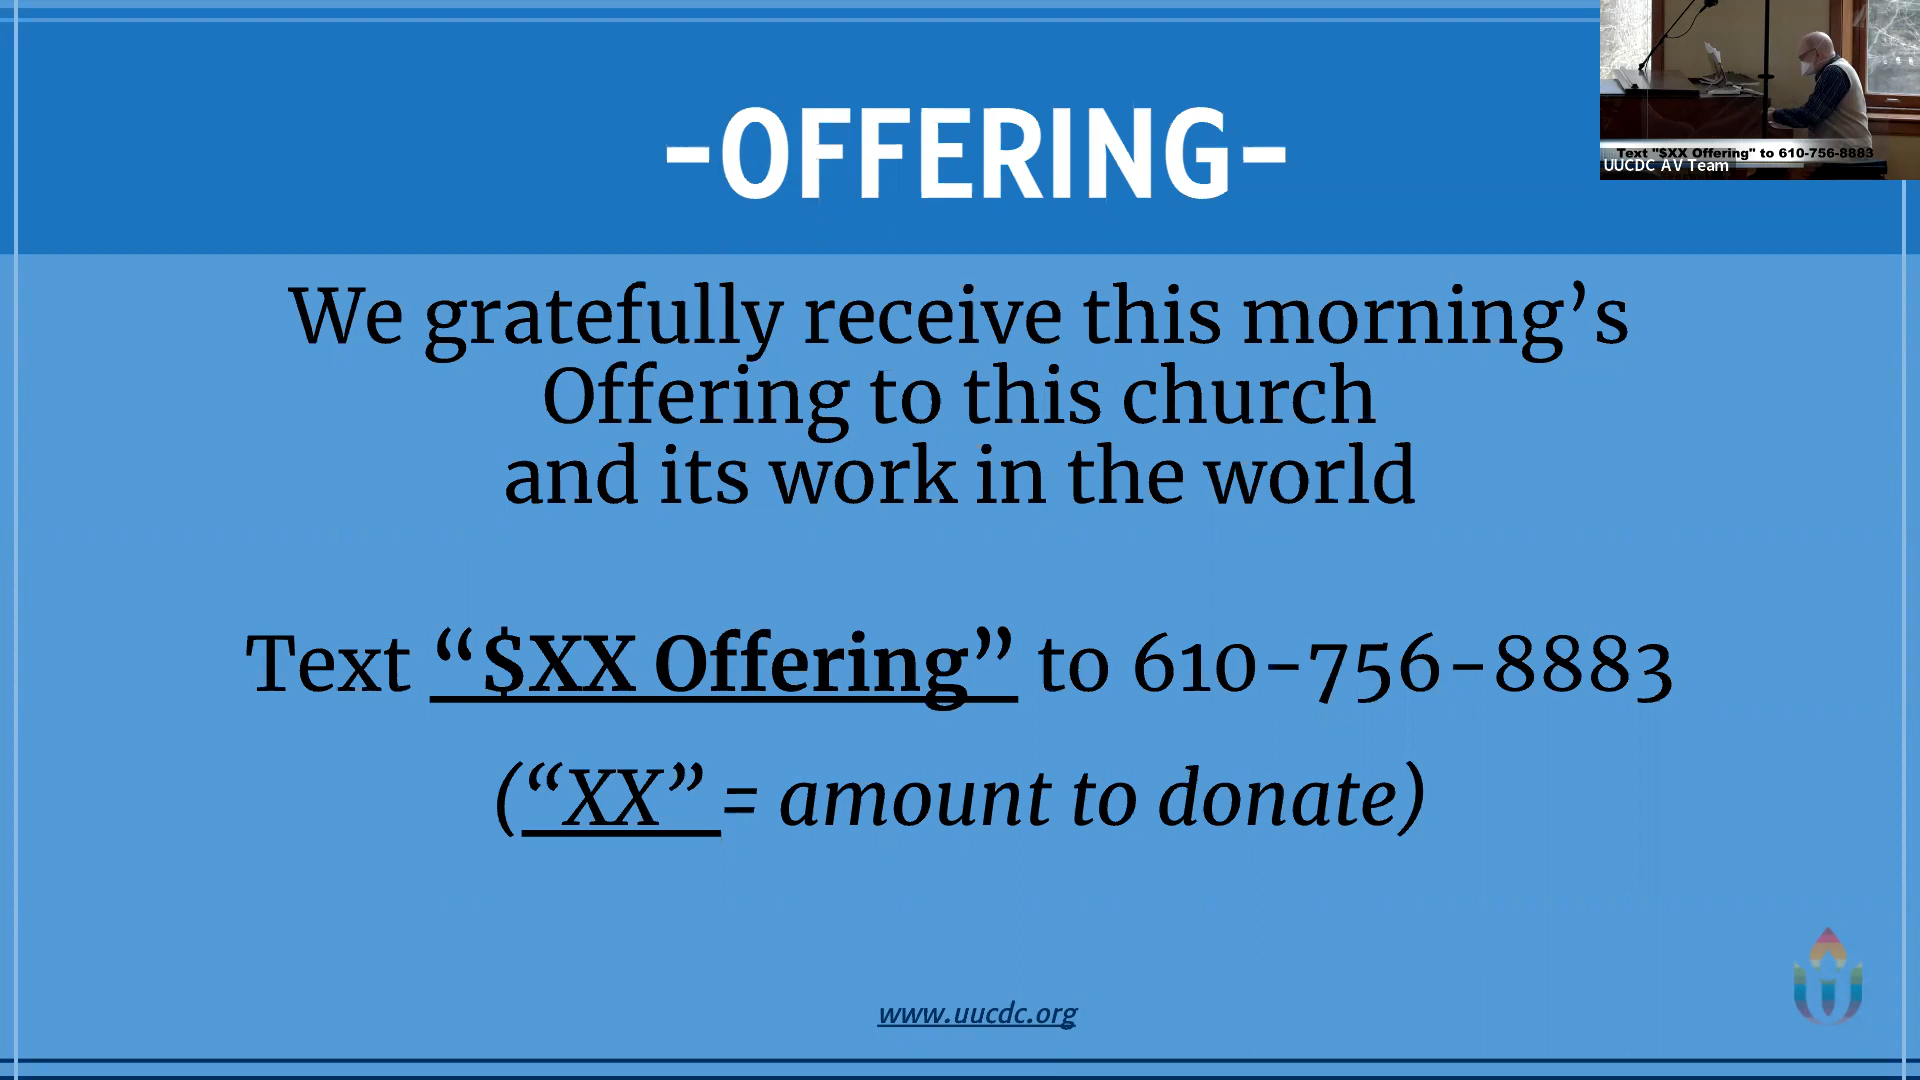 -OFFERING-
Text "$XX Offering" to 610-756-8883
UUCDC AV Team
We gratefully receive this morning’s
Offering to this church
and its work in the world
Text “$XX Offering” to 610-756-8883
(“XX” = amount to donate)
www.uucdc.org